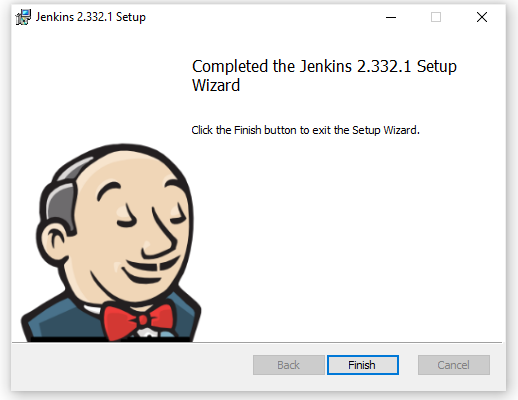 Jenkins 2.332.1 Setup
Completed the Jenkins 2.332.1 Setup
Wizard
Click the Finish button to exit the Setup Wizard.
Back
Finish
Cancel